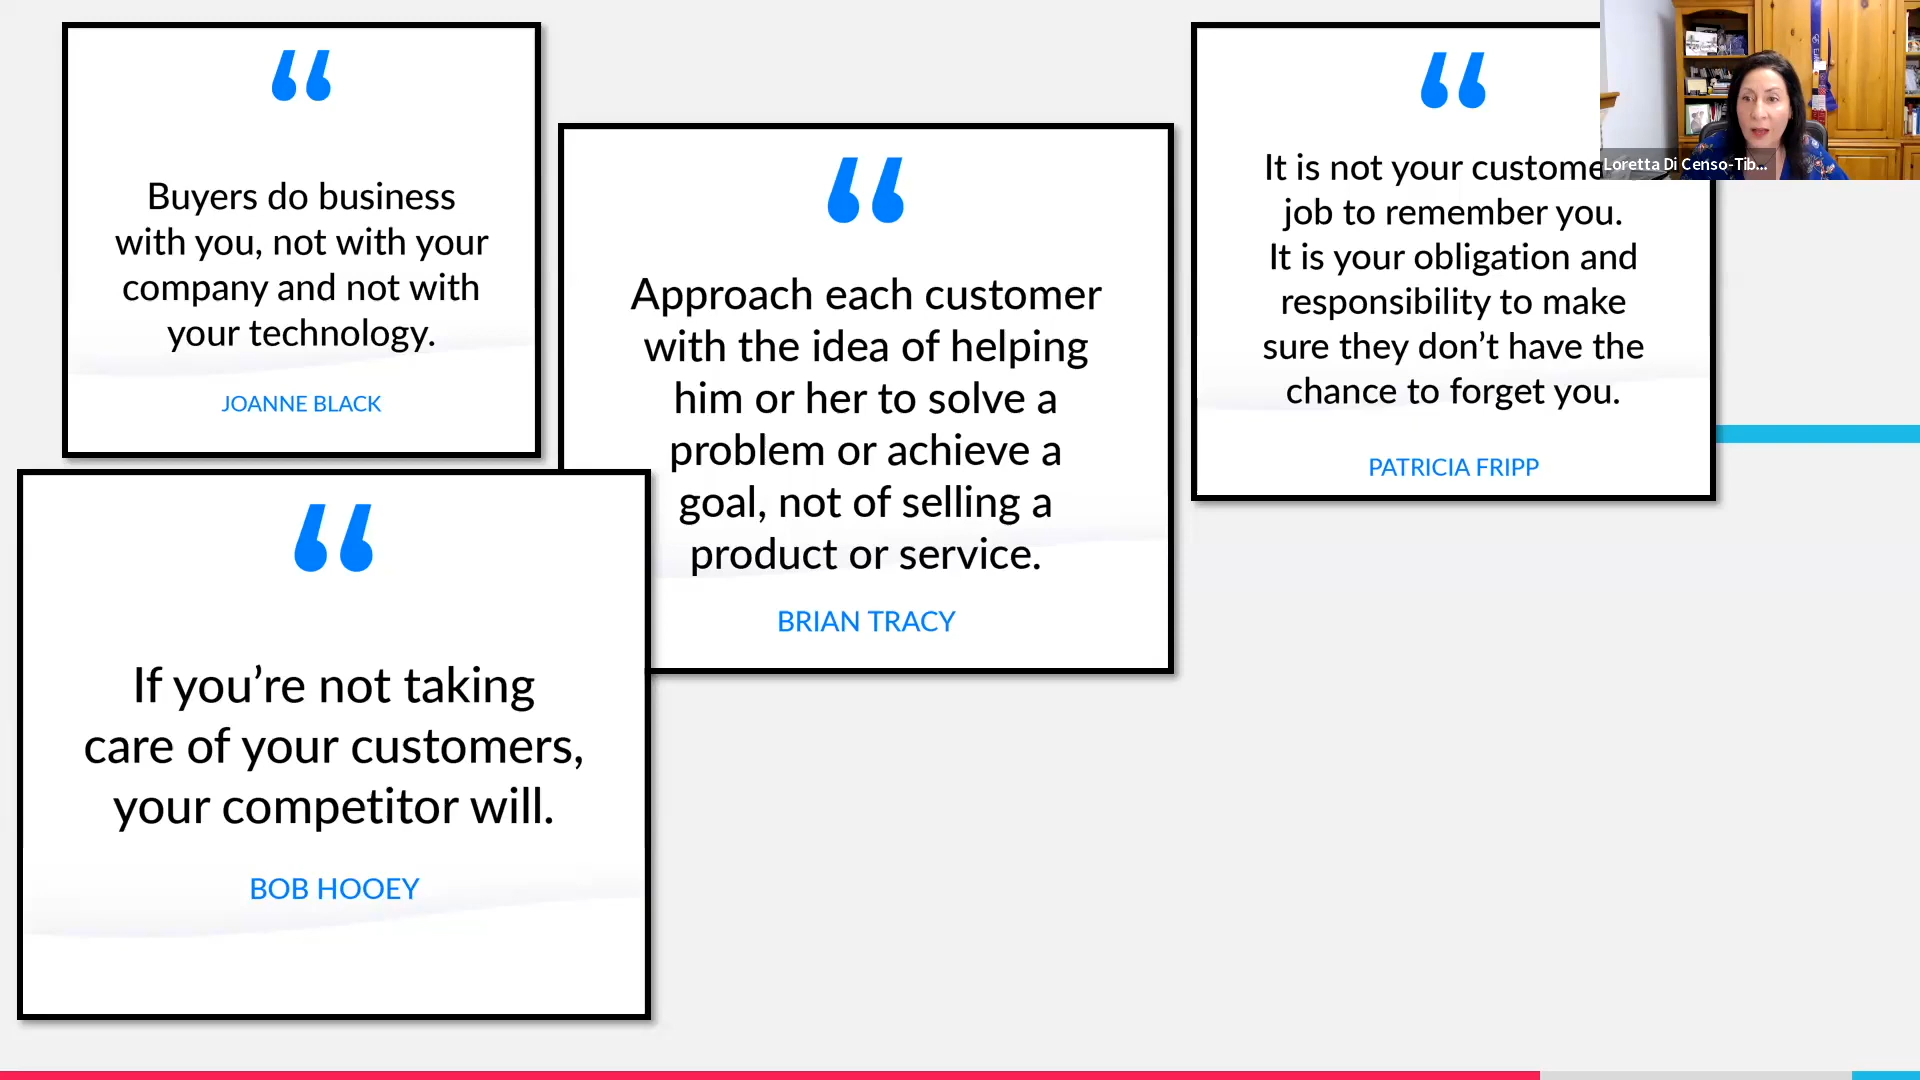 “
Buyers do business
with you, not with your
company and not with
your technology.
JOANNE BLACK
“
If you’re not taking
care of your customers,
your competitor will.
BOB HOOEY
“
Approach each customer
with the idea of helping
him or her to solve a
problem or achieve a
goal, not of selling a
product or service.
BRIAN TRACY
“
It is not your custome
job to remember you.
It is your obligation and
responsibility to make
sure they don’t have the
chance to forget you.
PATRICIA FRIPP
Loretta Di Censo-Tib...